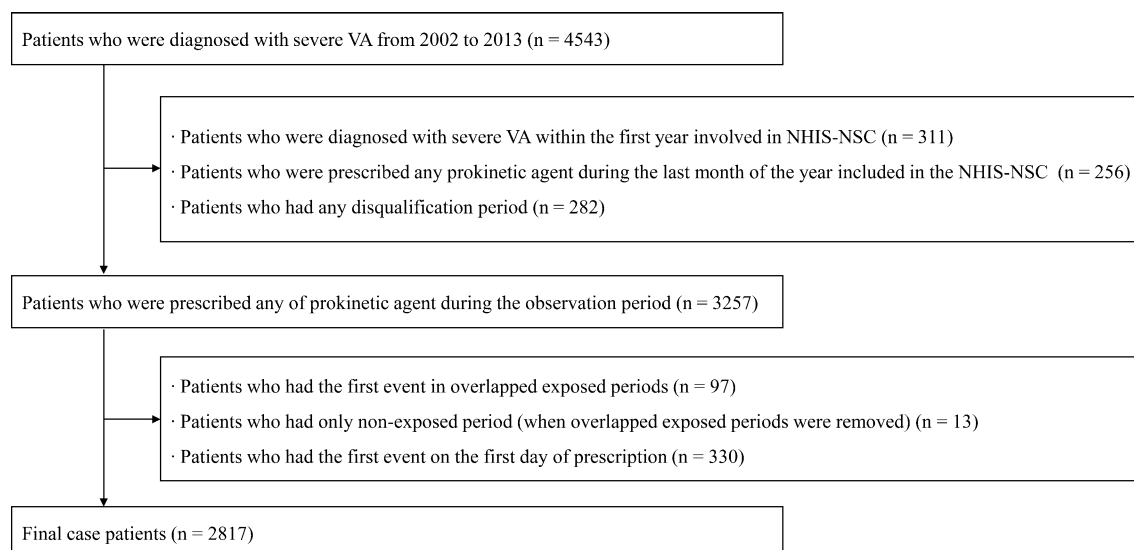 Patients who were diagnosed with severe VA from 2002 to 2013 (n = 4543)
· Patients who were diagnosed with severe VA within the first year involved in NHIS-NSC (n = 311)
· Patients who were prescribed any prokinetic agent during the last month of the year included in the NHIS-NSC (n = 256)
· Patients who had any disqualification period (n = 282)
Patients who were prescribed any of prokinetic agent during the observation period (n = 3257)
· Patients who had the first event in overlapped exposed periods (n = 97)
· Patients who had only non-exposed period (when overlapped exposed periods were removed) (n = 13)
· Patients who had the first event on the first day of prescription (n = 330)
Final case patients (n = 2817)